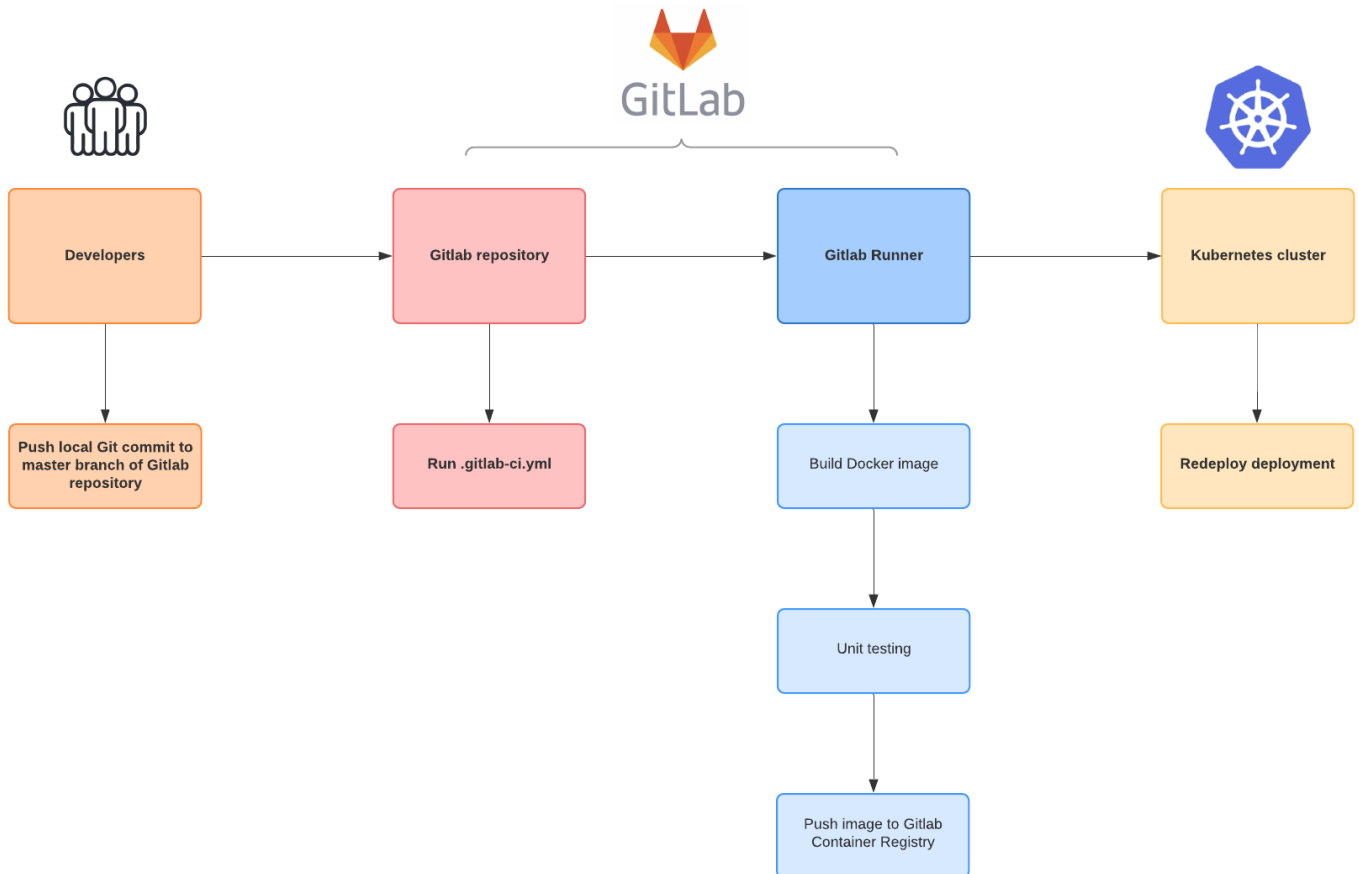 GitLab
Developers
Gitlab repository
Gitlab Runner
Kubernetes cluster
Push local Git commit to
master branch of Gitlab
repository
Run .gitlab-ci.yml
Build Docker image
Redeploy deployment
Unit testing
Push image to Gitlab
Container Registry